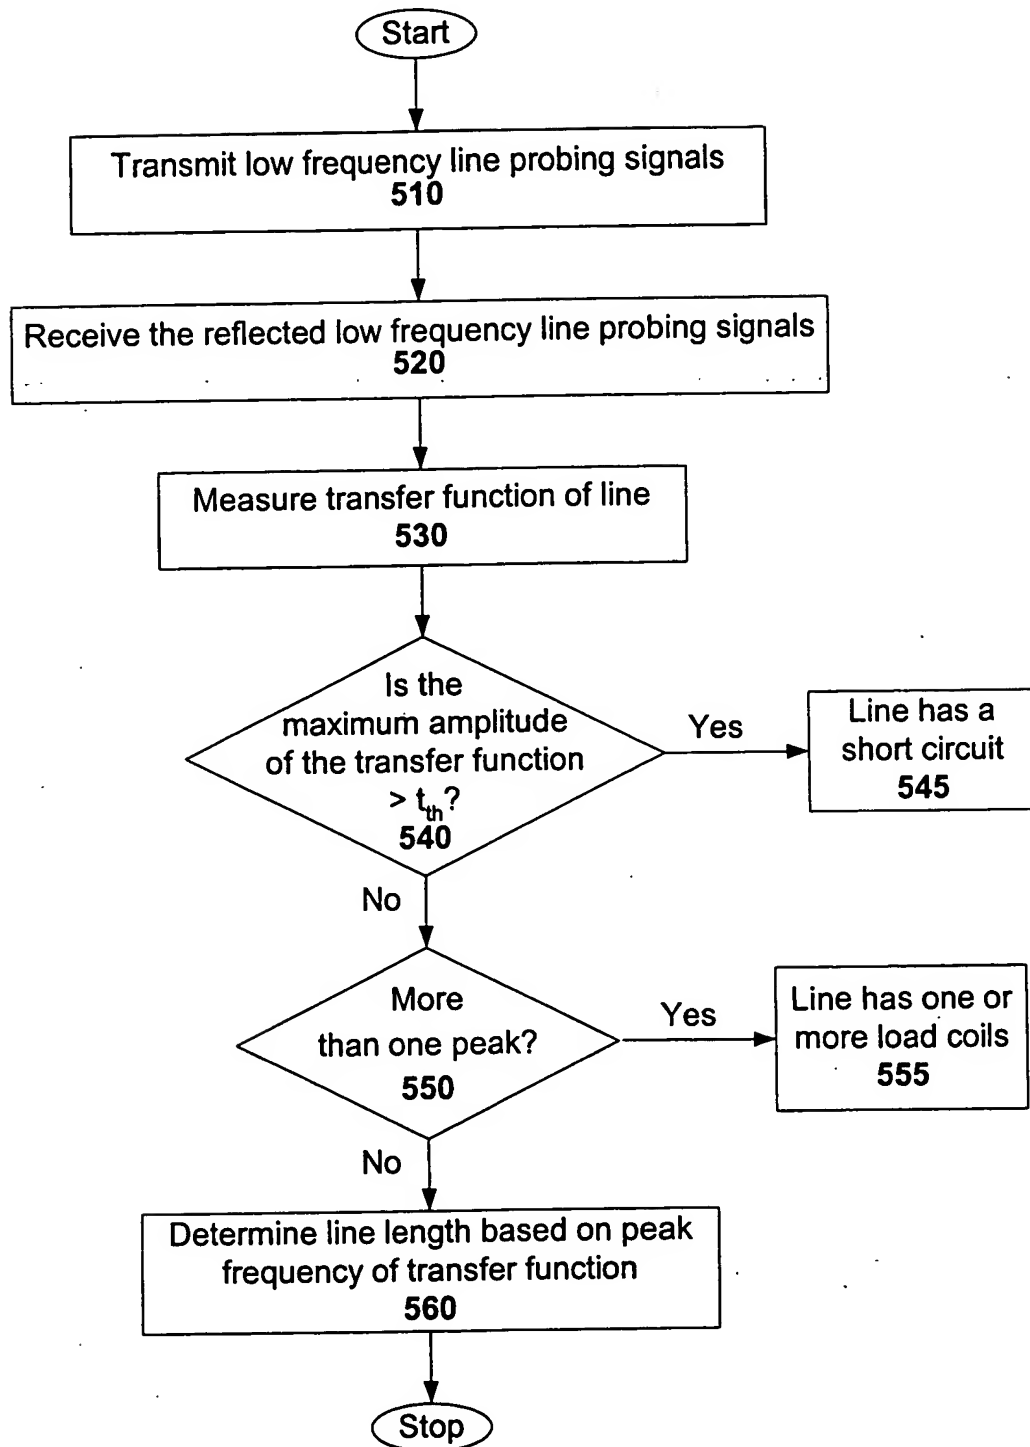 Start
Transmit low frequency line probing signals
510
Receive the reflected low frequency line probing signals
520
Measure transfer function of line
530
Is the
maximum amplitude
of the transfer function
> t_th?
540
Yes
Line has a
short circuit
545
No
More
than one peak?
550
Yes
Line has one or
more load coils
555
No
Determine line length based on peak
frequency of transfer function
560
Stop